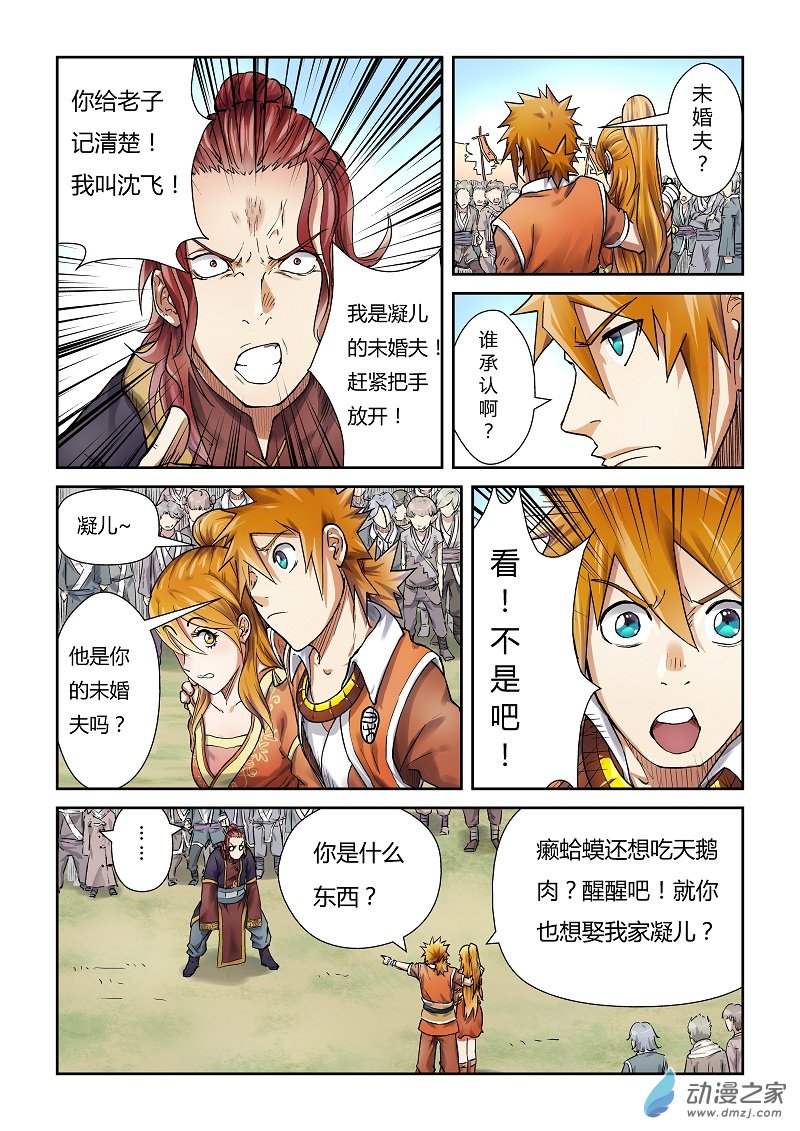 你给老子
记清楚！
我叫沈飞！
我是凝儿
的未婚夫！
赶紧把手
放开！
未婚夫？
谁承认啊？
凝儿~
他是你
的未婚
夫吗？
看！不是吧！
……
你是什么
东西？
癞蛤蟆还想吃天鹅
肉？醒醒吧！就你
也想娶我家凝儿？
动漫之家
www.dmzj.com